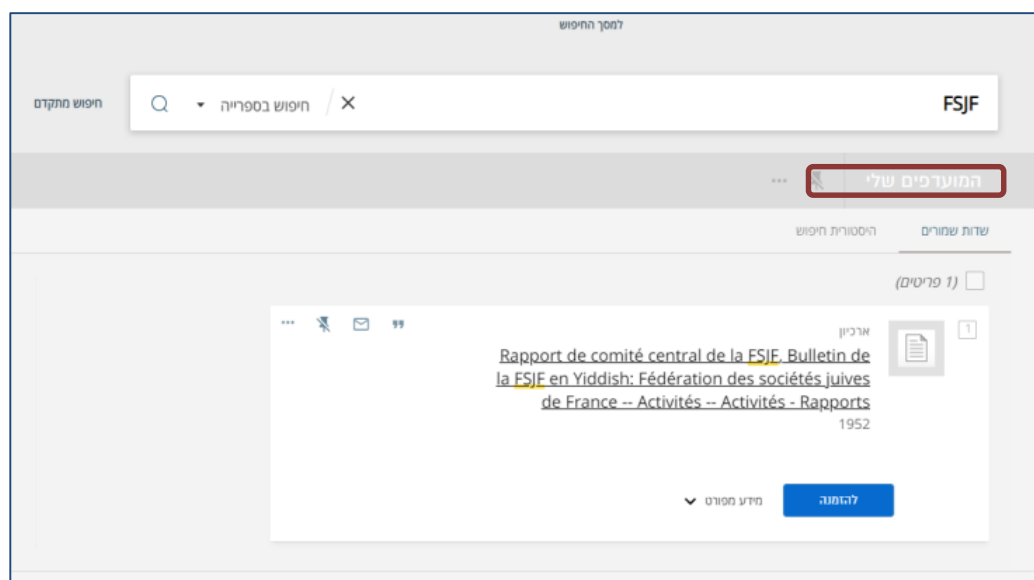 למסך החיפוש
FSJF
חיפוש בספרייה
חיפוש מתקדם
המועדפים שלי
שדות שמורים
היסטורית חיפוש
(1 פריטים)
1
ארכיון
Rapport de comité central de la FSJF, Bulletin de
la FSJF en Yiddish: Fédération des sociétés juives
de France -- Activités -- Activités - Rapports
1952
להזמנה
מידע מפורט